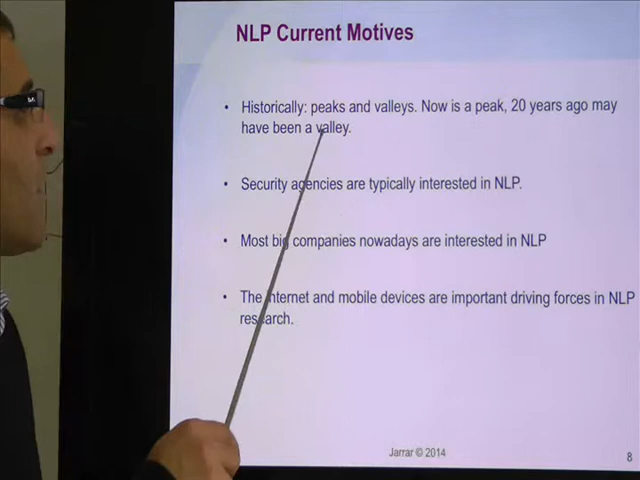 NLP Current Motives
• Historically: peaks and valleys. Now is a peak, 20 years ago may
have been a valley.
• Security agencies are typically interested in NLP.
• Most big companies nowadays are interested in NLP
• The internet and mobile devices are important driving forces in NLP
research.
Jarrar © 2014
8